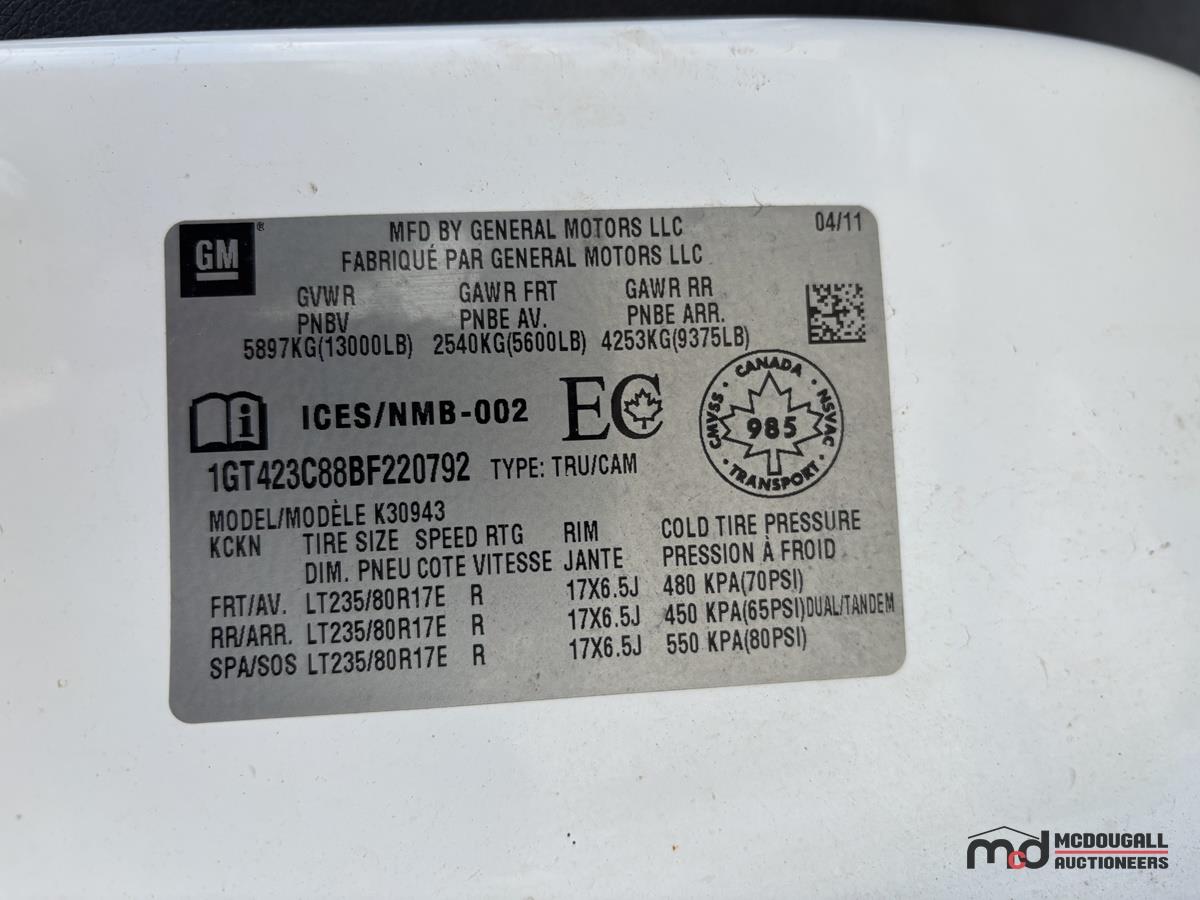 GM ®
MFD BY GENERAL MOTORS LLC 04/11
FABRIQUÉ PAR GENERAL MOTORS LLC
GVWR GAWR FRT GAWR RR
PNBV PNBE AV. PNBE ARR.
5897KG(13000LB) 2540KG(5600LB) 4253KG(9375LB)
i ICES/NMB-002 EC
CANADA · NSVAC · TRANSPORT · CMVSS
985
1GT423C88BF220792 TYPE: TRU/CAM
MODEL/MODÈLE K30943
KCKN TIRE SIZE SPEED RTG RIM COLD TIRE PRESSURE
DIM. PNEU COTE VITESSE JANTE PRESSION À FROID
FRT/AV. LT235/80R17E R 17X6.5J 480 KPA(70PSI)
RR/ARR. LT235/80R17E R 17X6.5J 450 KPA(65PSI)DUAL/TANDEM
SPA/SOS LT235/80R17E R 17X6.5J 550 KPA(80PSI)
mcd MCDOUGALL
AUCTIONEERS